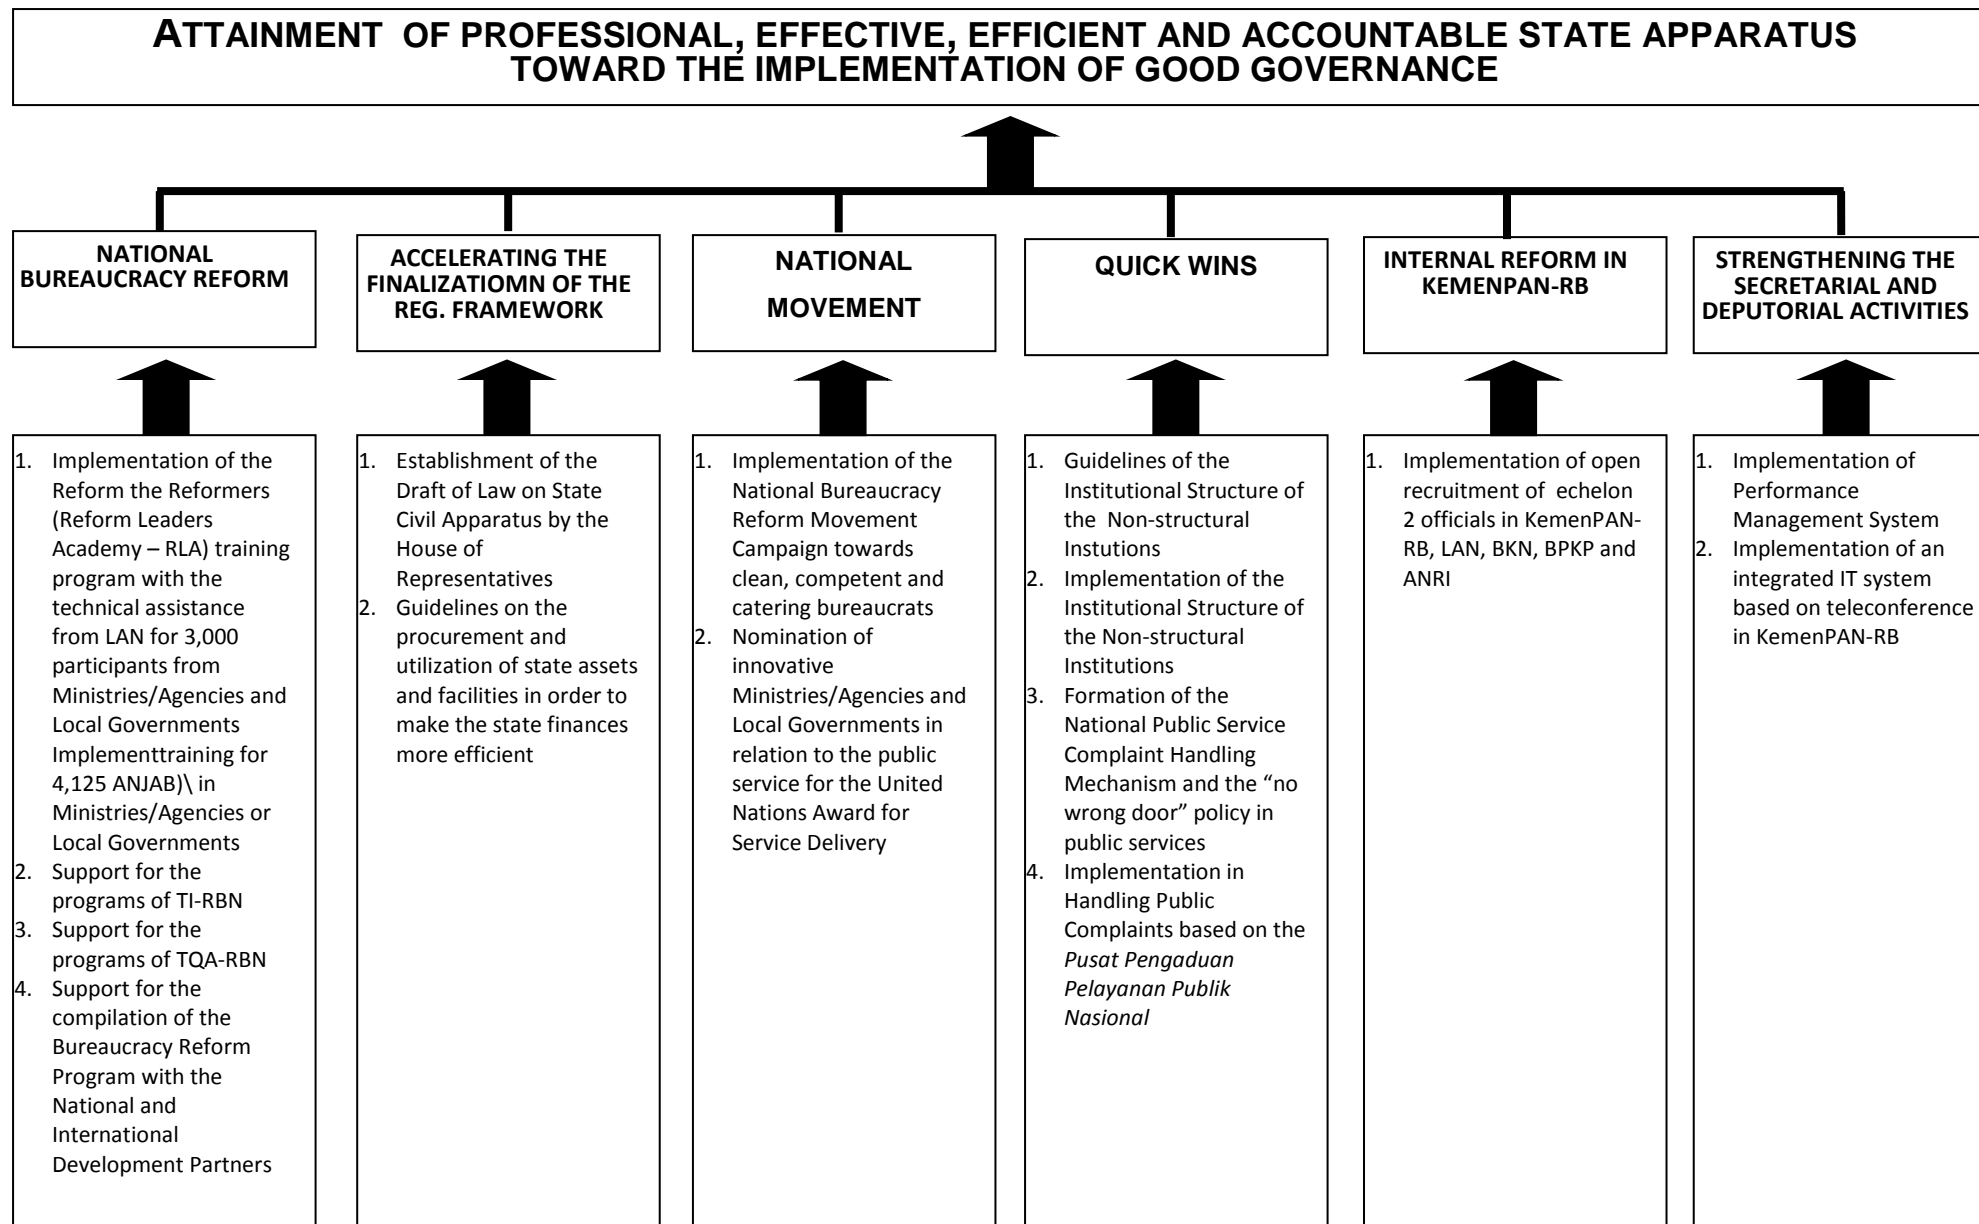 ATTAINMENT OF PROFESSIONAL, EFFECTIVE, EFFICIENT AND ACCOUNTABLE STATE APPARATUS
TOWARD THE IMPLEMENTATION OF GOOD GOVERNANCE
NATIONAL
BUREAUCRACY REFORM
ACCELERATING THE
FINALIZATIOMN OF THE
REG. FRAMEWORK
NATIONAL
MOVEMENT
QUICK WINS
INTERNAL REFORM IN
KEMENPAN-RB
STRENGTHENING THE
SECRETARIAL AND
DEPUTORIAL ACTIVITIES
1. Implementation of the
Reform the Reformers
(Reform Leaders
Academy – RLA) training
program with the
technical assistance
from LAN for 3,000
participants from
Ministries/Agencies and
Local Governments
Implementtraining for
4,125 ANJAB)\ in
Ministries/Agencies or
Local Governments
2. Support for the
programs of TI-RBN
3. Support for the
programs of TQA-RBN
4. Support for the
compilation of the
Bureaucracy Reform
Program with the
National and
International
Development Partners
1. Establishment of the
Draft of Law on State
Civil Apparatus by the
House of
Representatives
2. Guidelines on the
procurement and
utilization of state assets
and facilities in order to
make the state finances
more efficient
1. Implementation of the
National Bureaucracy
Reform Movement
Campaign towards
clean, competent and
catering bureaucrats
2. Nomination of
innovative
Ministries/Agencies and
Local Governments in
relation to the public
service for the United
Nations Award for
Service Delivery
1. Guidelines of the
Institutional Structure of
the Non-structural
Instutions
2. Implementation of the
Institutional Structure of
the Non-structural
Institutions
3. Formation of the
National Public Service
Complaint Handling
Mechanism and the “no
wrong door” policy in
public services
4. Implementation in
Handling Public
Complaints based on the
Pusat Pengaduan
Pelayanan Publik
Nasional
1. Implementation of open
recruitment of echelon
2 officials in KemenPAN-
RB, LAN, BKN, BPKP and
ANRI
1. Implementation of
Performance
Management System
2. Implementation of an
integrated IT system
based on teleconference
in KemenPAN-RB